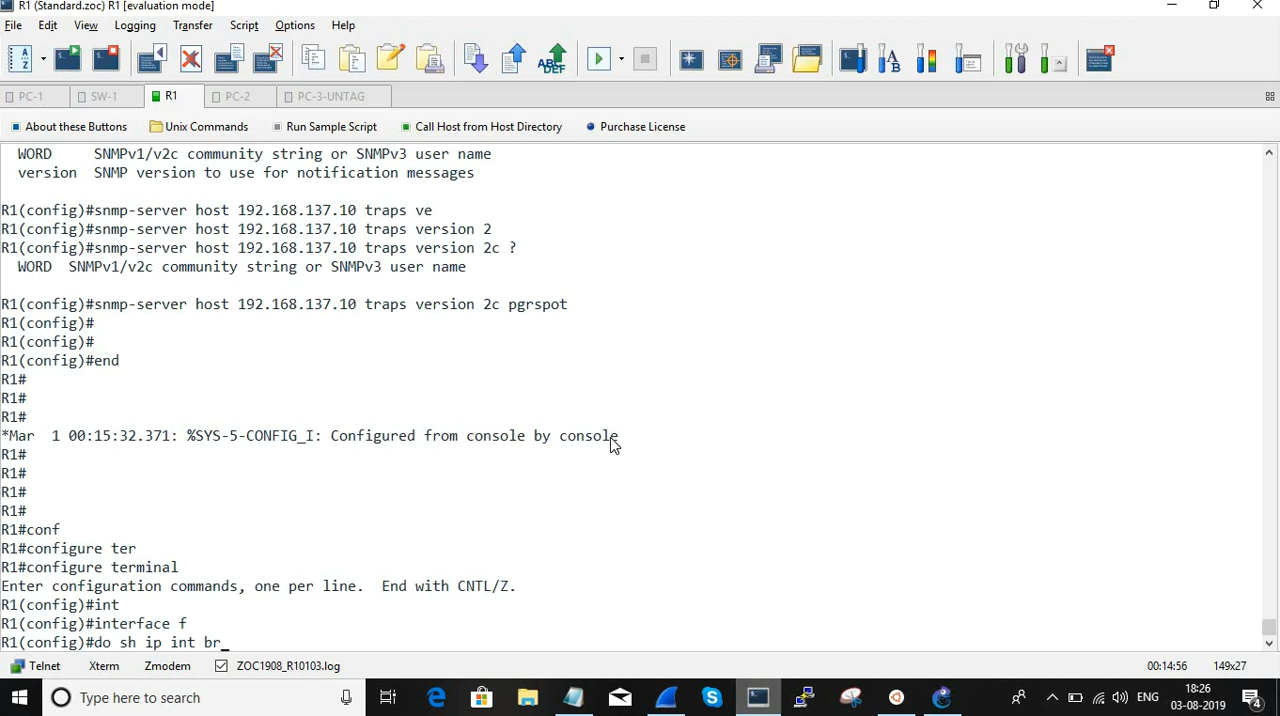 R1 (Standard.zoc) R1 [evaluation mode]
File Edit View Logging Transfer Script Options Help
PC-1 SW-1 R1 PC-2 PC-3-UNTAG
About these Buttons Unix Commands Run Sample Script Call Host from Host Directory Purchase License
WORD SNMPv1/v2c community string or SNMPv3 user name
version SNMP version to use for notification messages
R1(config)#snmp-server host 192.168.137.10 traps ve
R1(config)#snmp-server host 192.168.137.10 traps version 2
R1(config)#snmp-server host 192.168.137.10 traps version 2c ?
WORD SNMPv1/v2c community string or SNMPv3 user name
R1(config)#snmp-server host 192.168.137.10 traps version 2c pgrspot
R1(config)#
R1(config)#
R1(config)#end
R1#
R1#
R1#
*Mar 1 00:15:32.371: %SYS-5-CONFIG_I: Configured from console by console
R1#
R1#
R1#
R1#
R1#conf
R1#configure ter
R1#configure terminal
Enter configuration commands, one per line. End with CNTL/Z.
R1(config)#int
R1(config)#interface f
R1(config)#do sh ip int br_
Telnet Xterm Zmodem ZOC1908_R10103.log 00:14:56 149x27
Type here to search ENG 18:26
03-08-2019 4